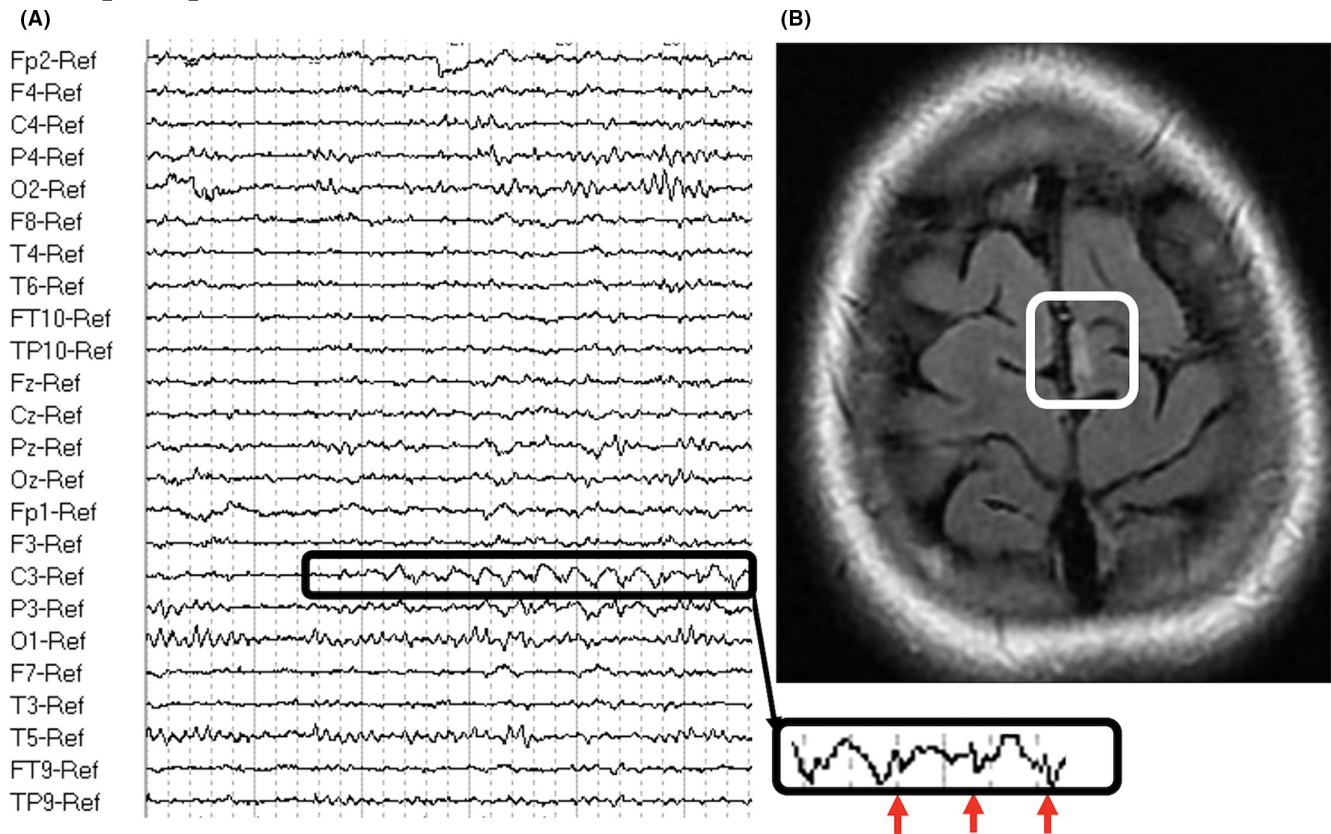 (A)
Fp2-Ref
F4-Ref
C4-Ref
P4-Ref
O2-Ref
F8-Ref
T4-Ref
T6-Ref
FT10-Ref
TP10-Ref
Fz-Ref
Cz-Ref
Pz-Ref
Oz-Ref
Fp1-Ref
F3-Ref
C3-Ref
P3-Ref
O1-Ref
F7-Ref
T3-Ref
T5-Ref
FT9-Ref
TP9-Ref
(B)